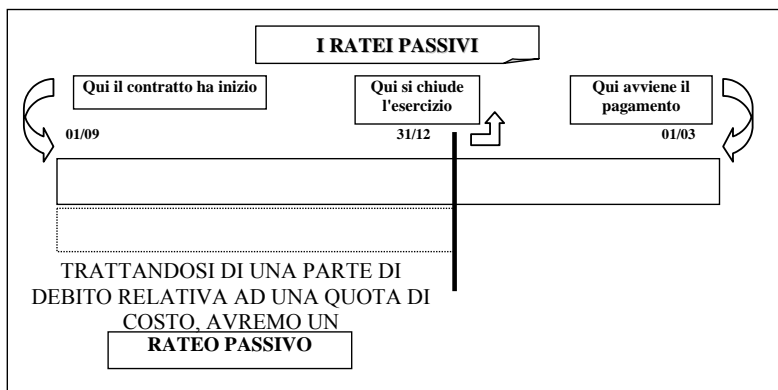 I RATEI PASSIVI
Qui il contratto ha inizio
Qui si chiude
l'esercizio
Qui avviene il
pagamento
01/09
31/12
01/03
TRATTANDOSI DI UNA PARTE DI
DEBITO RELATIVA AD UNA QUOTA DI
COSTO, AVREMO UN
RATEO PASSIVO